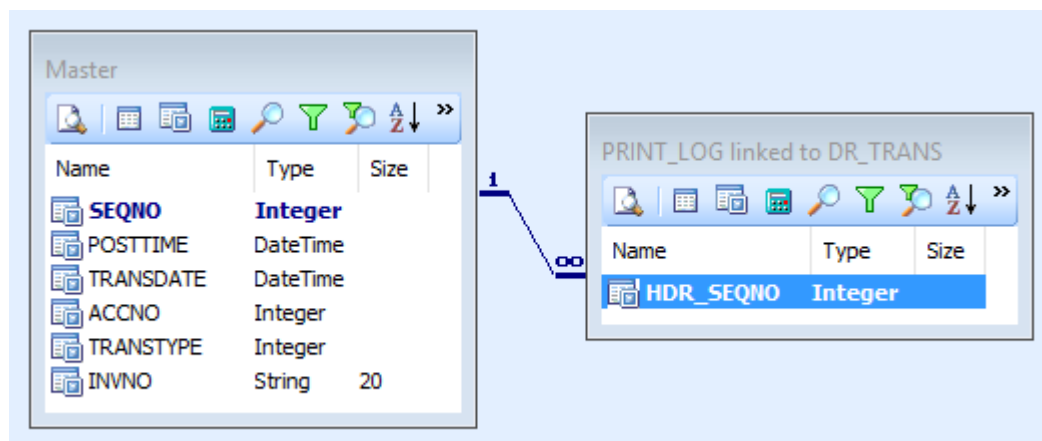 Master
»
Name Type Size
SEQNO Integer
POSTTIME DateTime
TRANSDATE DateTime
ACCNO Integer
TRANSTYPE Integer
INVNO String 20
1
∞
PRINT_LOG linked to DR_TRANS
»
Name Type Size
HDR_SEQNO Integer